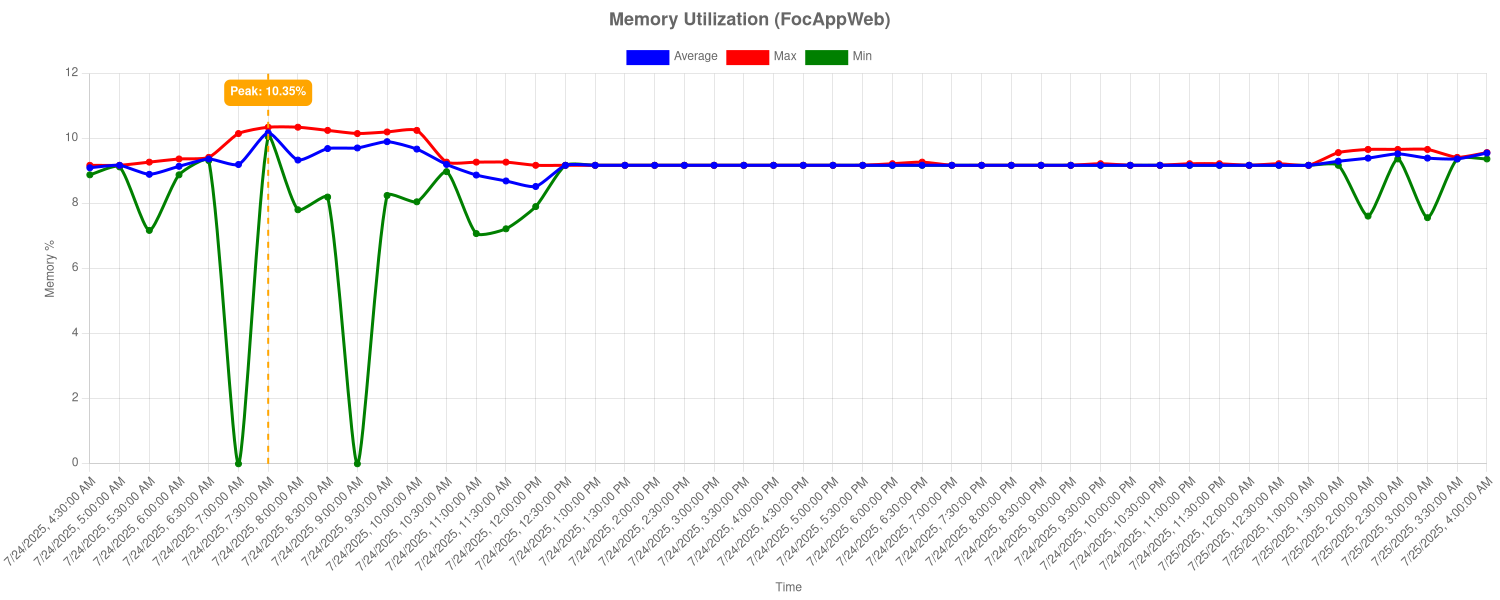 Memory Utilization (FocAppWeb)
Average Max Min
Peak: 10.35%
12
10
8
6
4
2
0
Memory %
7/24/2025, 4:30:00 AM
7/24/2025, 5:00:00 AM
7/24/2025, 5:30:00 AM
7/24/2025, 6:00:00 AM
7/24/2025, 6:30:00 AM
7/24/2025, 7:00:00 AM
7/24/2025, 7:30:00 AM
7/24/2025, 8:00:00 AM
7/24/2025, 8:30:00 AM
7/24/2025, 9:00:00 AM
7/24/2025, 9:30:00 AM
7/24/2025, 10:00:00 AM
7/24/2025, 10:30:00 AM
7/24/2025, 11:00:00 AM
7/24/2025, 11:30:00 AM
7/24/2025, 12:00:00 PM
7/24/2025, 12:30:00 PM
7/24/2025, 1:00:00 PM
7/24/2025, 1:30:00 PM
7/24/2025, 2:00:00 PM
7/24/2025, 2:30:00 PM
7/24/2025, 3:00:00 PM
7/24/2025, 3:30:00 PM
7/24/2025, 4:00:00 PM
7/24/2025, 4:30:00 PM
7/24/2025, 5:00:00 PM
7/24/2025, 5:30:00 PM
7/24/2025, 6:00:00 PM
7/24/2025, 6:30:00 PM
7/24/2025, 7:00:00 PM
7/24/2025, 7:30:00 PM
7/24/2025, 8:00:00 PM
7/24/2025, 8:30:00 PM
7/24/2025, 9:00:00 PM
7/24/2025, 9:30:00 PM
7/24/2025, 10:00:00 PM
7/24/2025, 10:30:00 PM
7/24/2025, 11:00:00 PM
7/24/2025, 11:30:00 PM
7/25/2025, 12:00:00 AM
7/25/2025, 12:30:00 AM
7/25/2025, 1:00:00 AM
7/25/2025, 1:30:00 AM
7/25/2025, 2:00:00 AM
7/25/2025, 2:30:00 AM
7/25/2025, 3:00:00 AM
7/25/2025, 3:30:00 AM
7/25/2025, 4:00:00 AM
Time